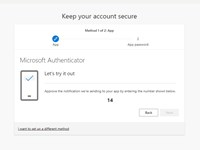 Keep your account secure
Method 1 of 2: App
App
2
App password
Microsoft Authenticator
Let's try it out
Approve the notification we're sending to your app by entering the number shown below.
14
Back
Next
I want to set up a different method